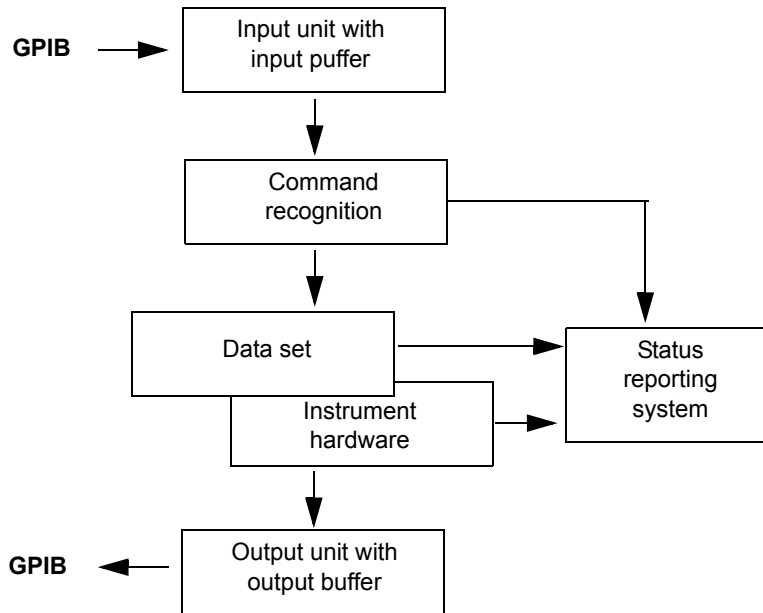 GPIB
Input unit with
input puffer
Command
recognition
Data set
Status
reporting
system
Instrument
hardware
GPIB
Output unit with
output buffer